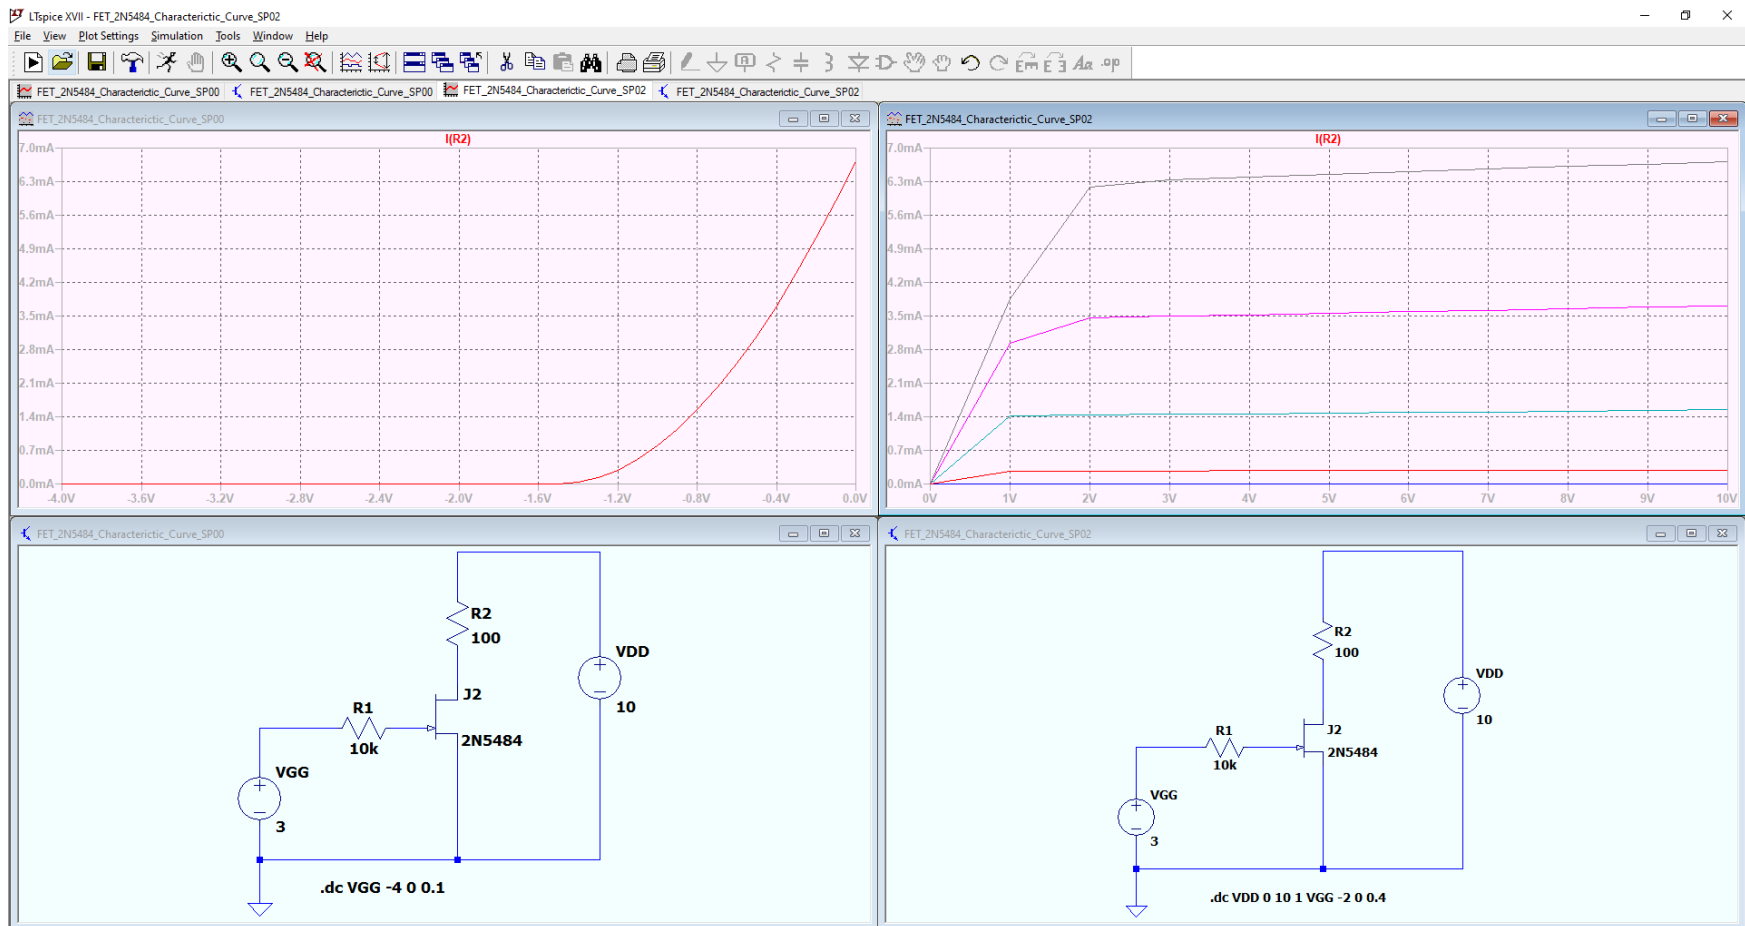 LTspice XVII - FET_2N5484_Characterictic_Curve_SP02
File View Plot Settings Simulation Tools Window Help
FET_2N5484_Characterictic_Curve_SP00 FET_2N5484_Characterictic_Curve_SP00 FET_2N5484_Characterictic_Curve_SP02 FET_2N5484_Characterictic_Curve_SP02
FET_2N5484_Characterictic_Curve_SP00
I(R2)
7.0mA
6.3mA
5.6mA
4.9mA
4.2mA
3.5mA
2.8mA
2.1mA
1.4mA
0.7mA
0.0mA
-4.0V -3.6V -3.2V -2.8V -2.4V -2.0V -1.6V -1.2V -0.8V -0.4V 0.0V
FET_2N5484_Characterictic_Curve_SP02
I(R2)
7.0mA
6.3mA
5.6mA
4.9mA
4.2mA
3.5mA
2.8mA
2.1mA
1.4mA
0.7mA
0.0mA
0V 1V 2V 3V 4V 5V 6V 7V 8V 9V 10V
FET_2N5484_Characterictic_Curve_SP00
R2
100
VDD
10
J2
2N5484
R1
10k
VGG
3
.dc VGG -4 0 0.1
FET_2N5484_Characterictic_Curve_SP02
R2
100
VDD
10
J2
2N5484
R1
10k
VGG
3
.dc VDD 0 10 1 VGG -2 0 0.4